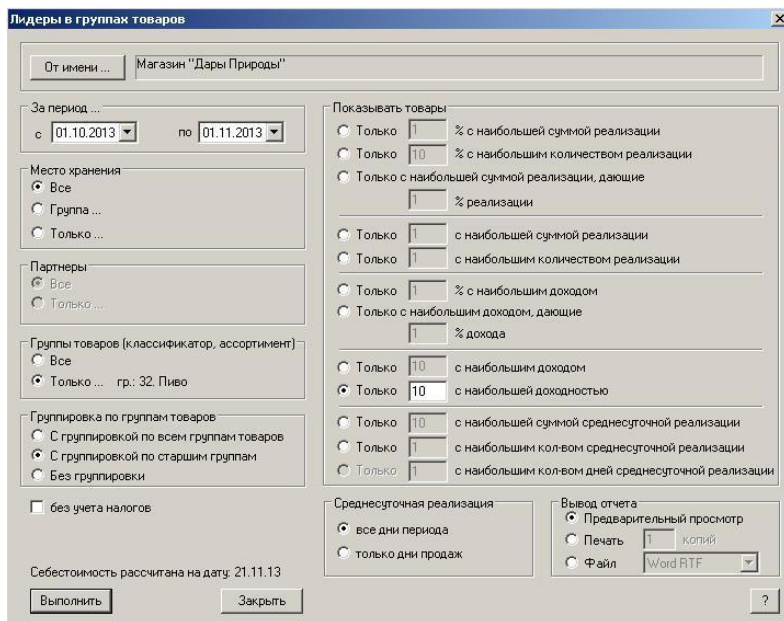 Лидеры в группах товаров
От имени ...
Магазин "Дары Природы"
За период ...
с 01.10.2013 по 01.11.2013
Место хранения
Все
Группа ...
Только ...
Партнеры
Все
Только ...
Группы товаров (классификатор, ассортимент)
Все
Только ... гр.: 32. Пиво
Группировка по группам товаров
С группировкой по всем группам товаров
С группировкой по старшим группам
Без группировки
без учета налогов
Себестоимость рассчитана на дату: 21.11.13
Выполнить
Закрыть
Показывать товары
Только 1 % с наибольшей суммой реализации
Только 10 % с наибольшим количеством реализации
Только с наибольшей суммой реализации, дающие
1 % реализации
Только 1 с наибольшей суммой реализации
Только 1 с наибольшим количеством реализации
Только 1 % с наибольшим доходом
Только с наибольшим доходом, дающие
1 % дохода
Только 10 с наибольшим доходом
Только 10 с наибольшей доходностью
Только 10 с наибольшей суммой среднесуточной реализации
Только 1 с наибольшим кол-вом среднесуточной реализации
Только 1 с наибольшим кол-вом дней среднесуточной реализации
Среднесуточная реализация
все дни периода
только дни продаж
Вывод отчета
Предварительный просмотр
Печать 1 копий
Файл Word RTF
?